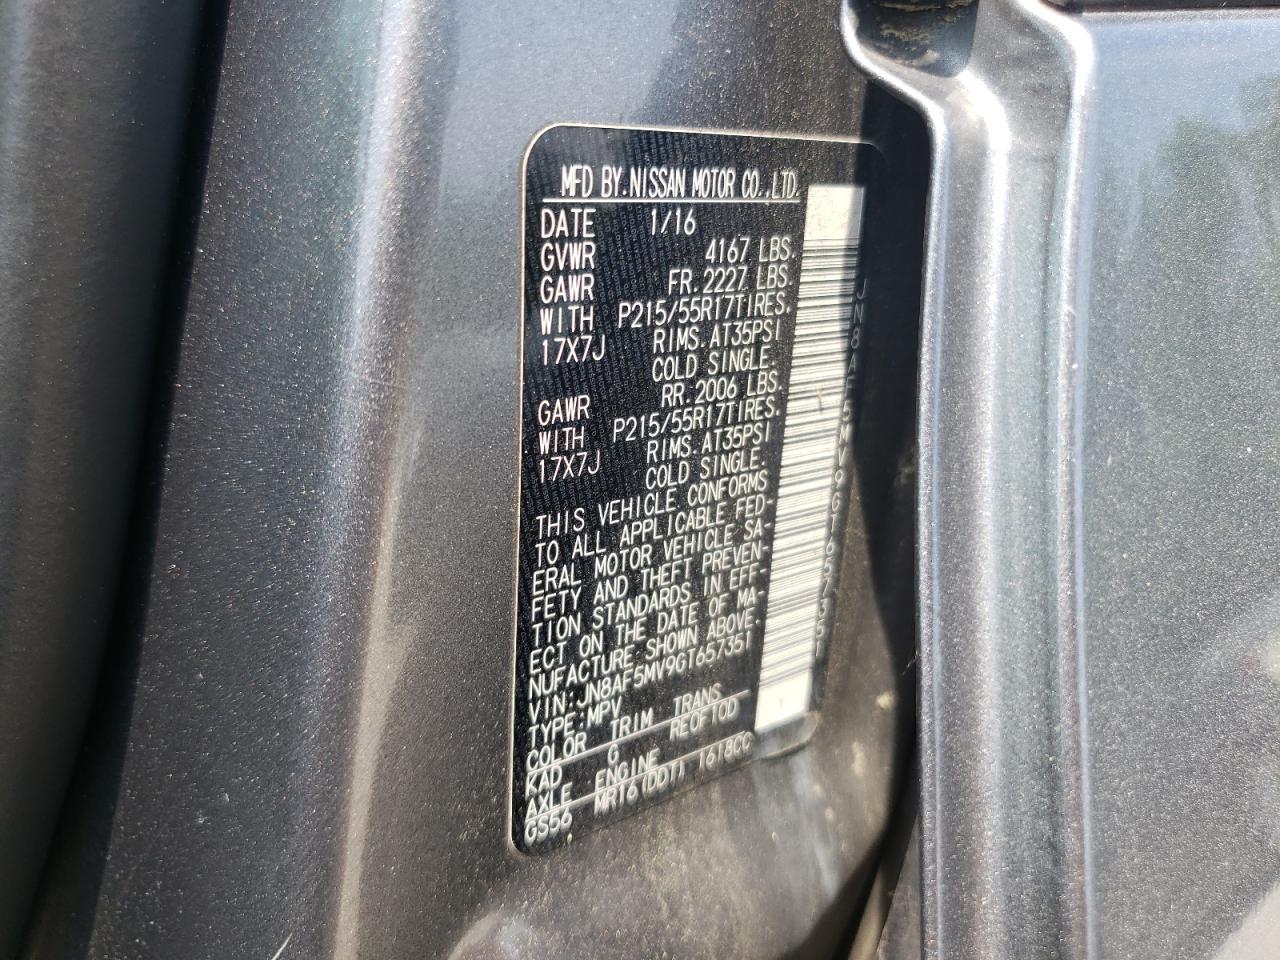 MFD BY.NISSAN MOTOR CO.,LTD.
DATE 1/16
GVWR 4167 LBS.
GAWR FR.2227 LBS
WITH P215/55R17TIRES.
17X7J RIMS.AT35PSI
COLD SINGLE.
GAWR RR.2006 LBS.
WITH P215/55R17TIRES.
17X7J RIMS.AT35PSI
COLD SINGLE.
THIS VEHICLE CONFORMS
TO ALL APPLICABLE FED-
ERAL MOTOR VEHICLE SA-
FETY AND THEFT PREVEN-
TION STANDARDS IN EFF-
ECT ON THE DATE OF MA-
NUFACTURE SHOWN ABOVE.
VIN:JN8AF5MV9GT657351
TYPE:MPV
COLOR TRIM TRANS
KAD G RE0F10D
AXLE ENGINE
GS56 MR16(DDT) 1618CC
JN8AF5MV9GT657351